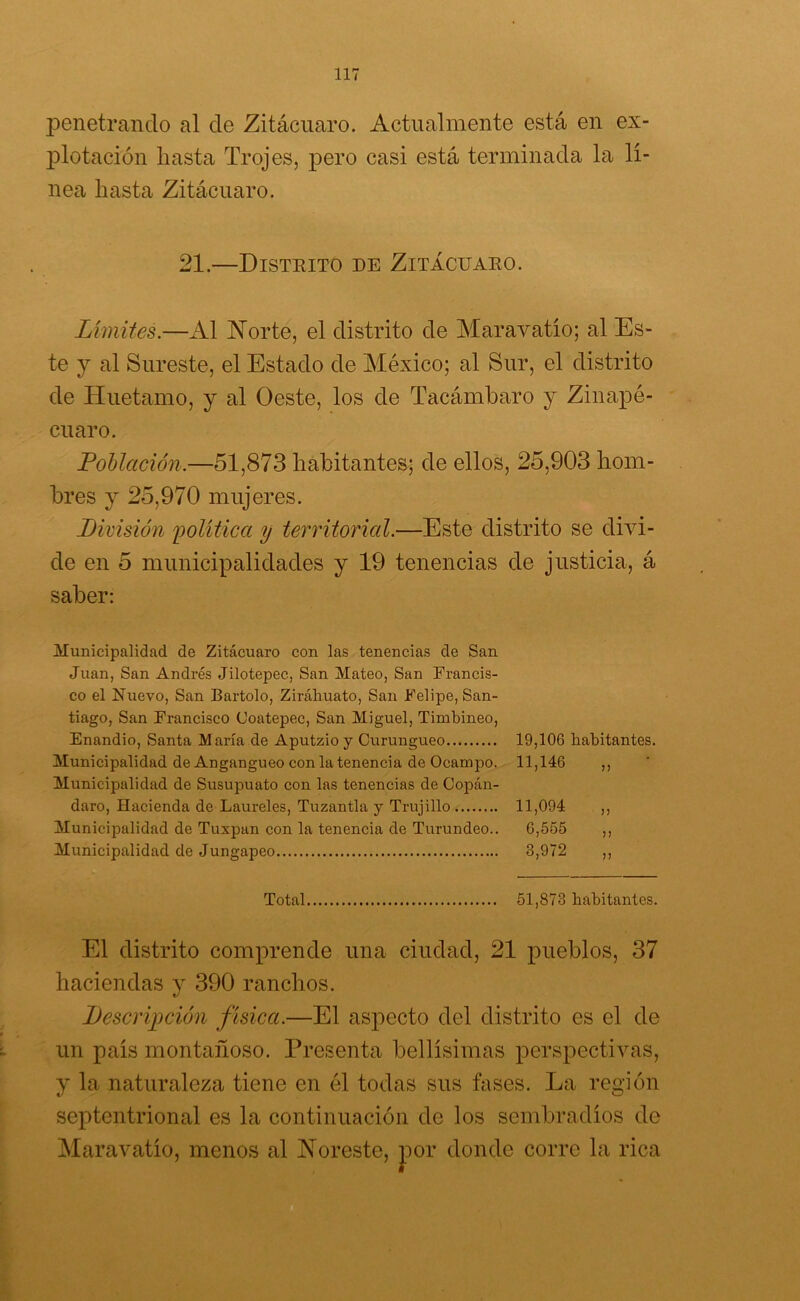 117
penetrando al de Zitácuaro. Actualmente está en ex-
plotación hasta Trojes, pero casi está terminada la lí-
nea hasta Zitácuaro.
21.—DISTRITO DE ZITÁCUARO.
Límites.—Al Norte, el distrito de Maravatío; al Es-
te y al Sureste, el Estado de México; al Sur, el distrito
de Huetamo, y al Oeste, los de Tacámbaro y Zinapé-
cuaro.
Población.—51,873 habitantes; de ellos, 25,903 hom-
bres y 25,970 mujeres.
División política y territorial.—Este distrito se divi-
de en 5 municipalidades y 19 tenencias de justicia, á
saber:
Municipalidad de Zitácuaro con las tenencias de San
Juan, San Andrés Jilotepec, San Mateo, San Francis-
co el Nuevo, San Bartolo, Ziráhuato, San Felipe, San-
tiago, San Francisco Coatepec, San Miguel, Timbineo,
Enandio, Santa María de Aputzio y Curungueo.......... 19,106 habitantes.
Municipalidad de Angangueo con la tenencia de Ocampo. 11,146 ,,
Municipalidad de Susupuato con las tenencias de Copán-
daro, Hacienda de Laureles, Tuzantla y Trujillo........ 11,094 ,,
Municipalidad de Tuxpan con la tenencia de Turundeo.. 6,555 ,,
Municipalidad de Jungapeo........................................ 3,972 ,,
Total....................................... 51,873 habitantes.
El distrito comprende una ciudad, 21 pueblos, 37
haciendas y 390 ranchos.
Descripción física.—El aspecto del distrito es el de
un país montañoso. Presenta bellísimas perspectivas,
y la naturaleza tiene en él todas sus fases. La región
septentrional es la continuación de los sembradíos de
Maravatío, menos al Noreste, por donde corre la rica